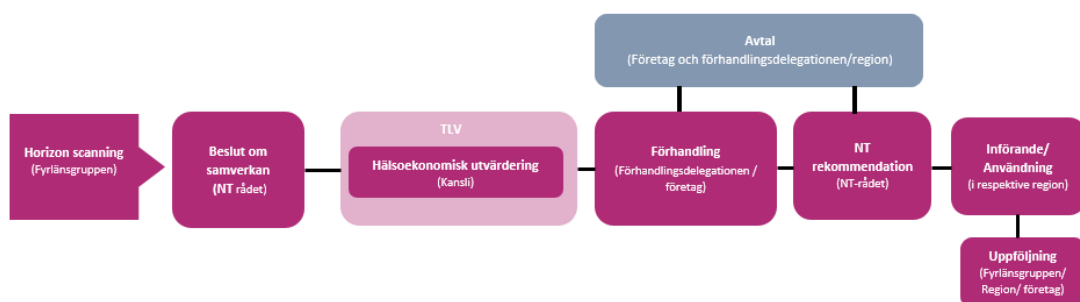 Avtal
(Företag och förhandlingsdelegationen/region)
Horizon scanning
(Fyrlänsgruppen)
Beslut om
samverkan
(NT rådet)
TLV
Hälsoekonomisk utvärdering
(Kansli)
Förhandling
(Förhandlingsdelegationen /
företag)
NT
rekommendation
(NT-rådet)
Införande/
Användning
(i respektive region)
Uppföljning
(Fyrlänsgruppen/
Region/ företag)